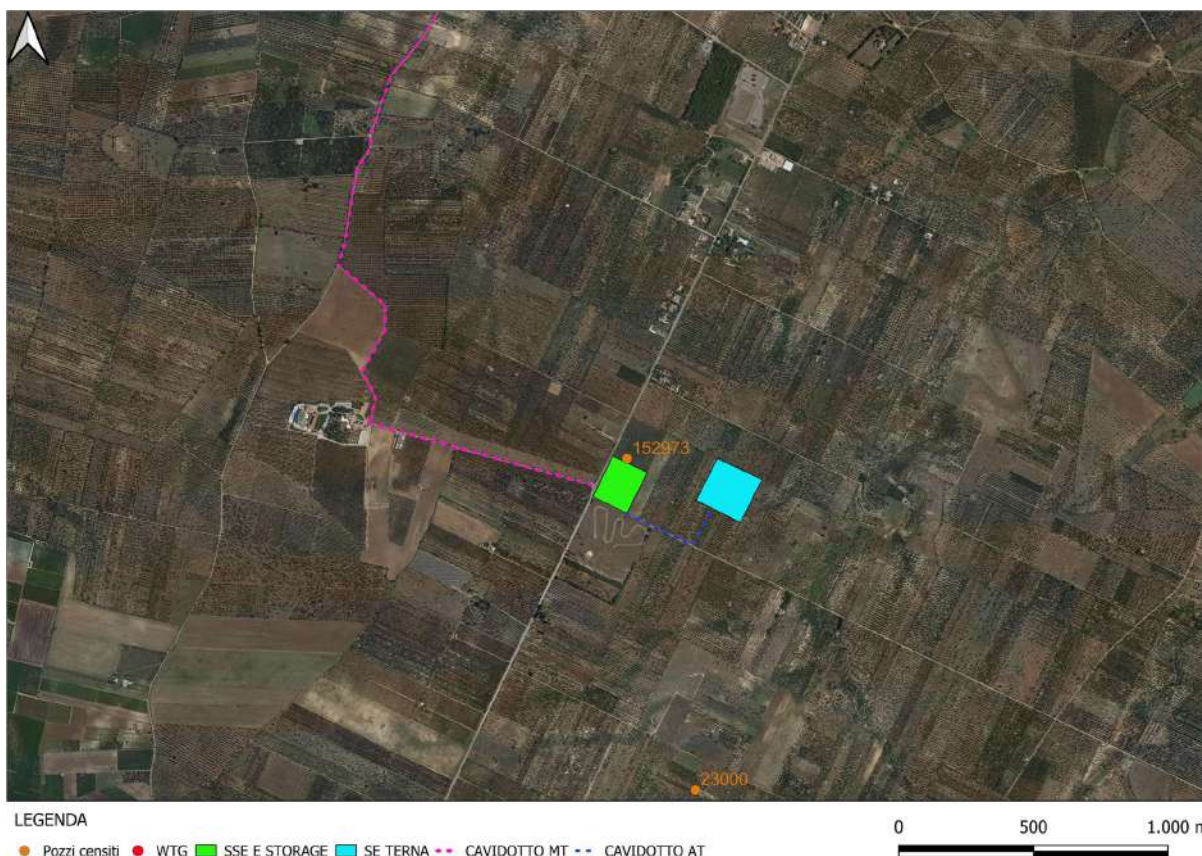 152973
23000
LEGENDA
0 500 1.000 m
Pozzi censiti WTG SSE E STORAGE SE TERNA CAVIDOTTO MT CAVIDOTTO AT